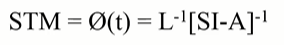 STM = Ø(t) = L⁻¹[SI-A]⁻¹